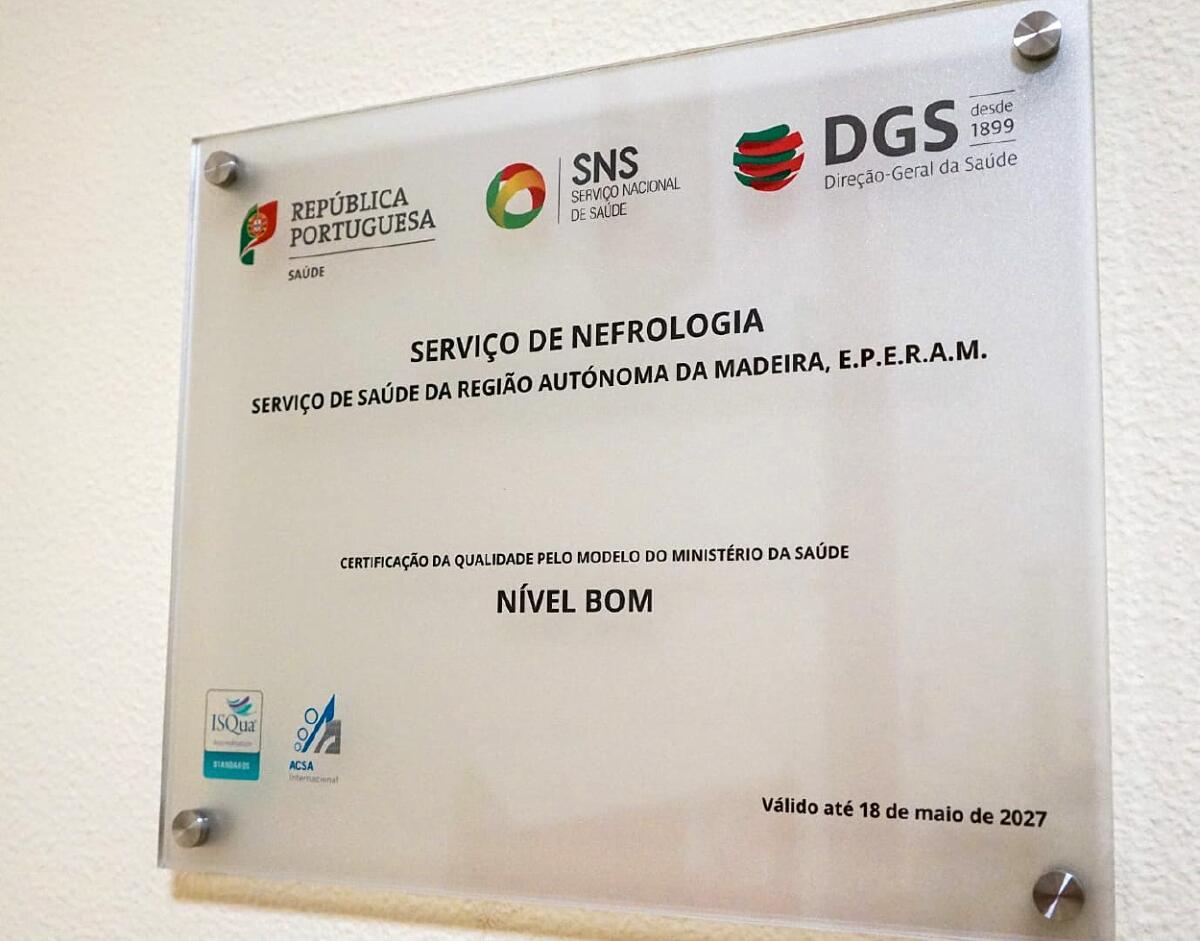 REPÚBLICA
PORTUGUESA
SAÚDE
SNS
SERVIÇO NACIONAL
DE SAÚDE
DGS
desde
1899
Direção-Geral da Saúde
SERVIÇO DE NEFROLOGIA
SERVIÇO DE SAÚDE DA REGIÃO AUTÓNOMA DA MADEIRA, E.P.E.R.A.M.
CERTIFICAÇÃO DA QUALIDADE PELO MODELO DO MINISTÉRIO DA SAÚDE
NÍVEL BOM
ISQua
Accreditation
STANDARDS
ACSA
Internacional
Válido até 18 de maio de 2027